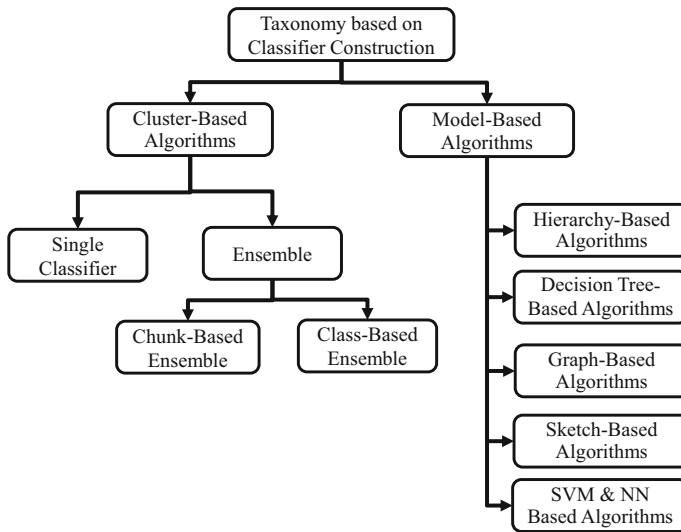 Taxonomy based on
Classifier Construction
Cluster-Based
Algorithms
Model-Based
Algorithms
Single
Classifier
Ensemble
Chunk-Based
Ensemble
Class-Based
Ensemble
Hierarchy-Based
Algorithms
Decision Tree-
Based Algorithms
Graph-Based
Algorithms
Sketch-Based
Algorithms
SVM & NN
Based Algorithms